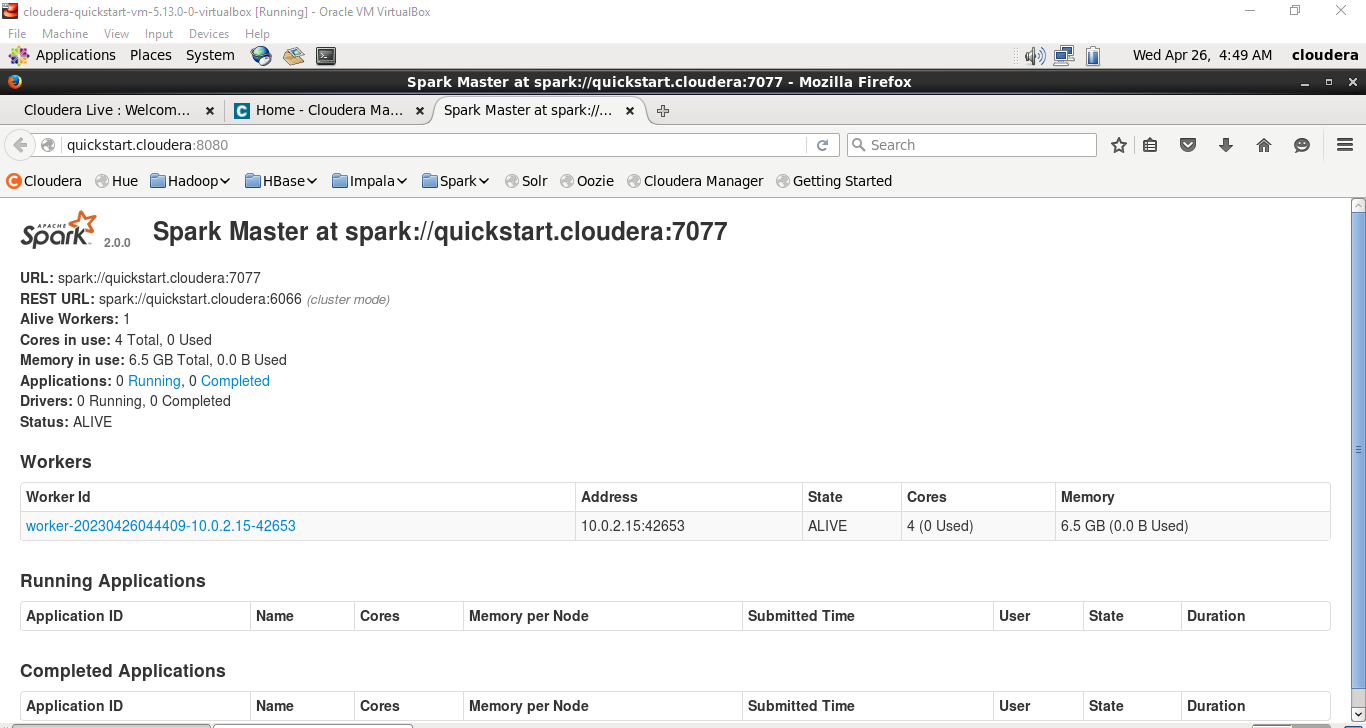 cloudera-quickstart-vm-5.13.0-0-virtualbox [Running] - Oracle VM VirtualBox
File Machine View Input Devices Help
Applications Places System Wed Apr 26, 4:49 AM cloudera
Spark Master at spark://quickstart.cloudera:7077 - Mozilla Firefox
Cloudera Live : Welcom... Home - Cloudera Ma... Spark Master at spark://...
quickstart.cloudera:8080 Search
Cloudera Hue Hadoop HBase Impala Spark Solr Oozie Cloudera Manager Getting Started
APACHE Spark 2.0.0 Spark Master at spark://quickstart.cloudera:7077
URL: spark://quickstart.cloudera:7077
REST URL: spark://quickstart.cloudera:6066 (cluster mode)
Alive Workers: 1
Cores in use: 4 Total, 0 Used
Memory in use: 6.5 GB Total, 0.0 B Used
Applications: 0 Running, 0 Completed
Drivers: 0 Running, 0 Completed
Status: ALIVE
Workers
Worker Id Address State Cores Memory
worker-20230426044409-10.0.2.15-42653 10.0.2.15:42653 ALIVE 4 (0 Used) 6.5 GB (0.0 B Used)
Running Applications
Application ID Name Cores Memory per Node Submitted Time User State Duration
Completed Applications
Application ID Name Cores Memory per Node Submitted Time User State Duration